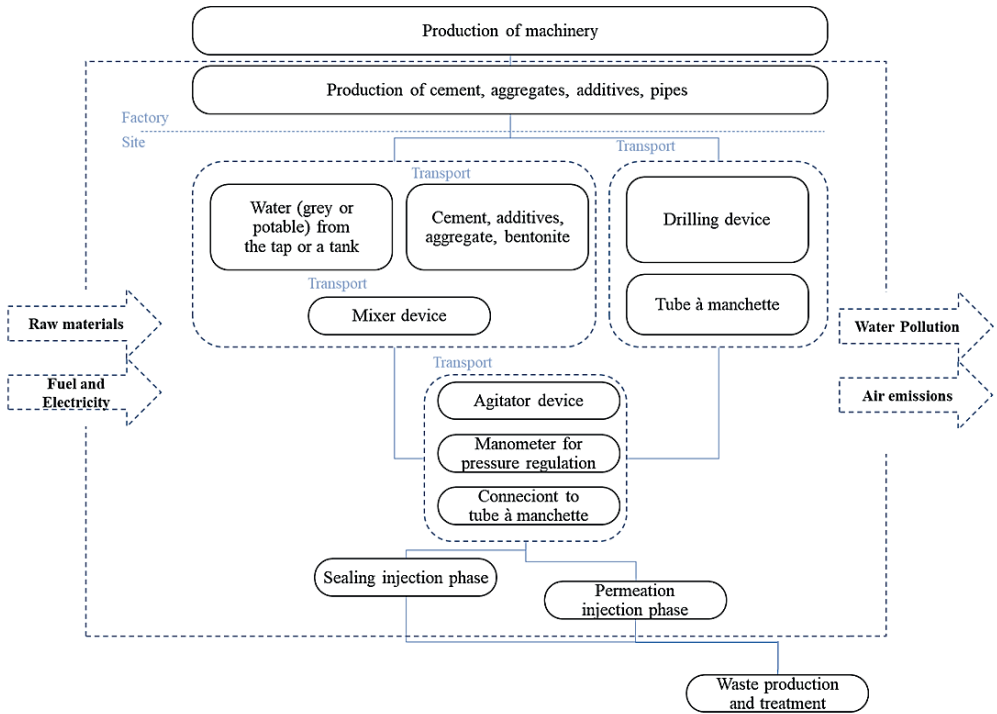 Production of machinery
Production of cement, aggregates, additives, pipes
Factory
Site
Transport
Transport
Water (grey or
potable) from
the tap or a tank
Cement, additives,
aggregate, bentonite
Drilling device
Transport
Mixer device
Tube à manchette
Raw materials
Fuel and
Electricity
Water Pollution
Air emissions
Transport
Agitator device
Manometer for
pressure regulation
Conneciont to
tube à manchette
Sealing injection phase
Permeation
injection phase
Waste production
and treatment